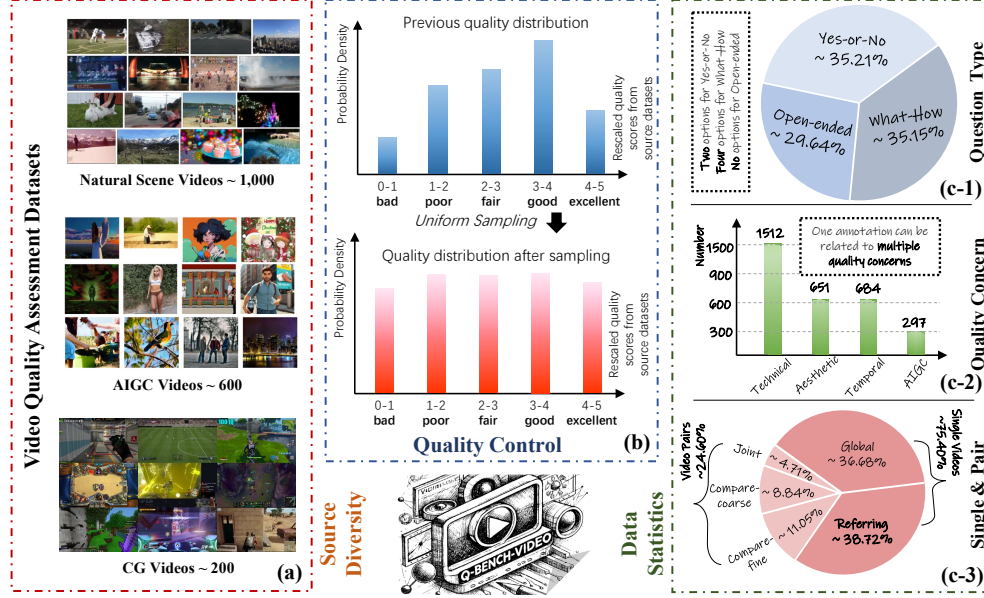 Video Quality Assessment Datasets
Natural Scene Videos ~ 1,000
AIGC Videos ~ 600
CG Videos ~ 200
(a)
Previous quality distribution
Probability Density
Rescaled quality
scores from
source datasets
0-1
1-2
2-3
3-4
4-5
bad
poor
fair
good
excellent
Uniform Sampling
Quality distribution after sampling
Probability Density
Rescaled quality
scores from
source datasets
0-1
1-2
2-3
3-4
4-5
bad
poor
fair
good
excellent
Quality Control
(b)
Source
Diversity
Q-BENCH-VIDEO
Data
Statistics
Two options for Yes-or-No
Four options for What-How
No options for Open-ended
Yes-or-No
~ 35.21%
Open-ended
~ 29.64%
What-How
~ 35.15%
Question Type
(c-1)
Number
1500
900
600
300
1512
651
684
297
One annotation can be
related to multiple
quality concerns
Technical
Aesthetic
Temporal
AIGC
Quality Concern
(c-2)
Video Pairs
~24.60%
Single Videos
~75.40%
Joint
~ 4.71%
Compare-
coarse
~ 8.84%
Compare-
fine
~ 11.05%
Global
~ 36.68%
Referring
~ 38.72%
Single & Pair
(c-3)